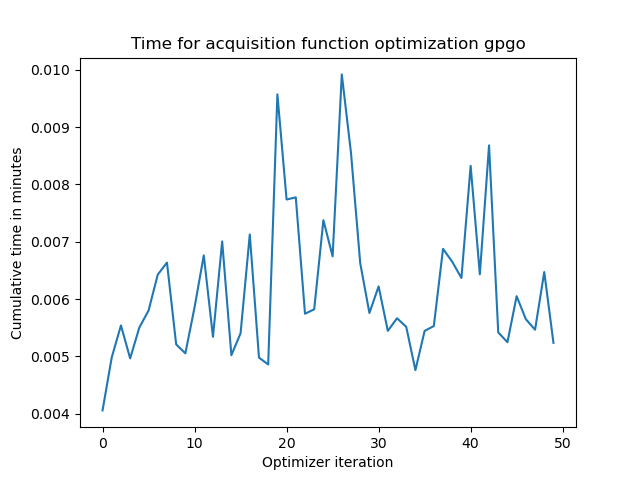 Time for acquisition function optimization gpgo
Cumulative time in minutes
0.010
0.009
0.008
0.007
0.006
0.005
0.004
0 10 20 30 40 50
Optimizer iteration